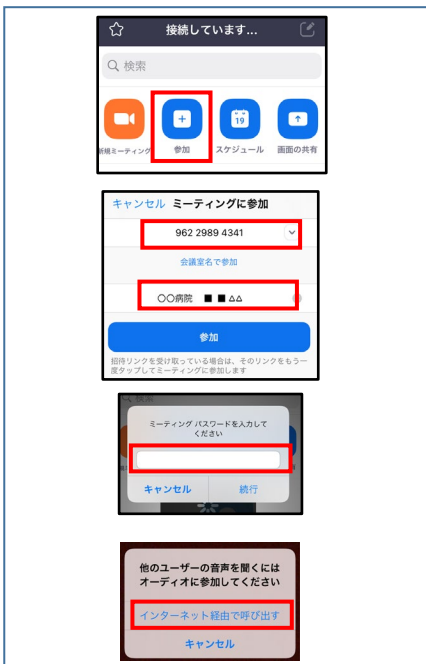 接続しています...
検索
19
新規ミーティング 参加 スケジュール 画面の共有
キャンセル ミーティングに参加
962 2989 4341
会議室名で参加
〇〇病院 ■ ■ △△
参加
招待リンクを受け取っている場合は、そのリンクをもう一
度タップしてミーティングに参加します
検索
ミーティング パスワードを入力して
ください
キャンセル 続行
他のユーザーの音声を聞くには
オーディオに参加してください
インターネット経由で呼び出す
キャンセル